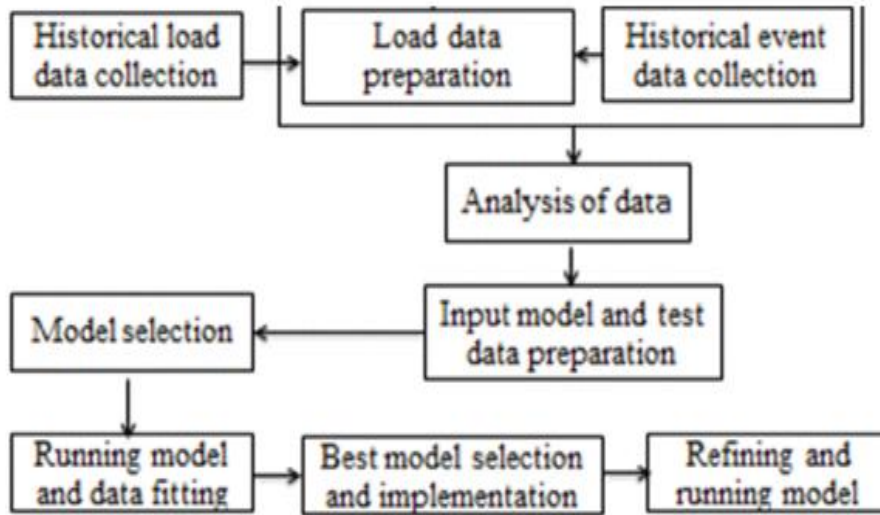 Historical load
data collection
Load data
preparation
Historical event
data collection
Analysis of data
Input model and test
data preparation
Model selection
Running model
and data fitting
Best model selection
and implementation
Refining and
running model